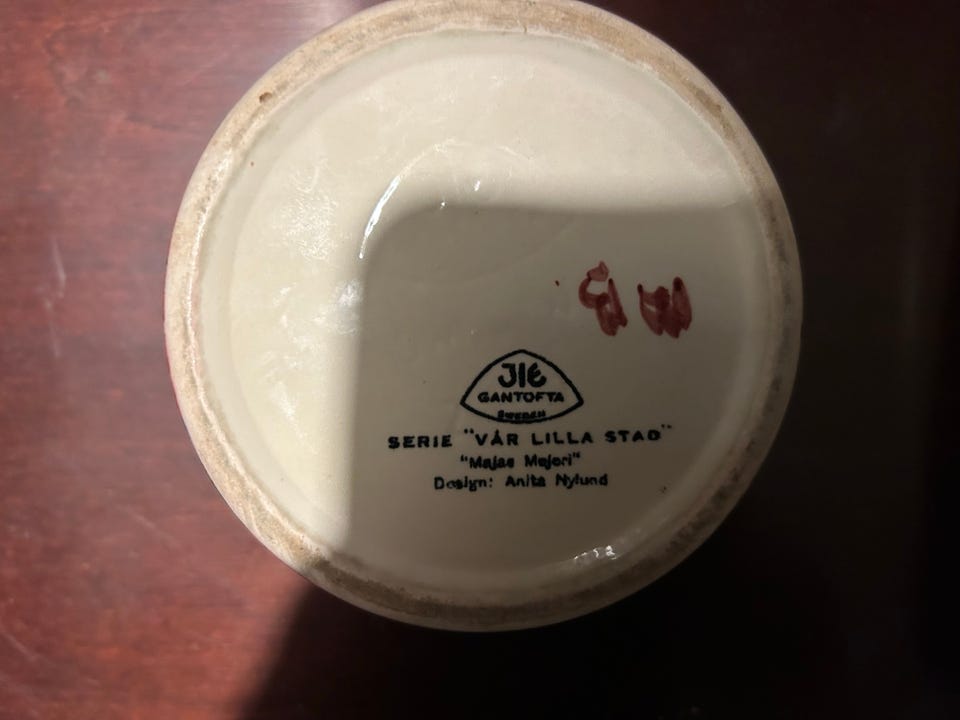 JIE
GANTOFTA
SWEDEN
SERIE "VÅR LILLA STAD"
"Majas Mejeri"
Design: Anita Nylund